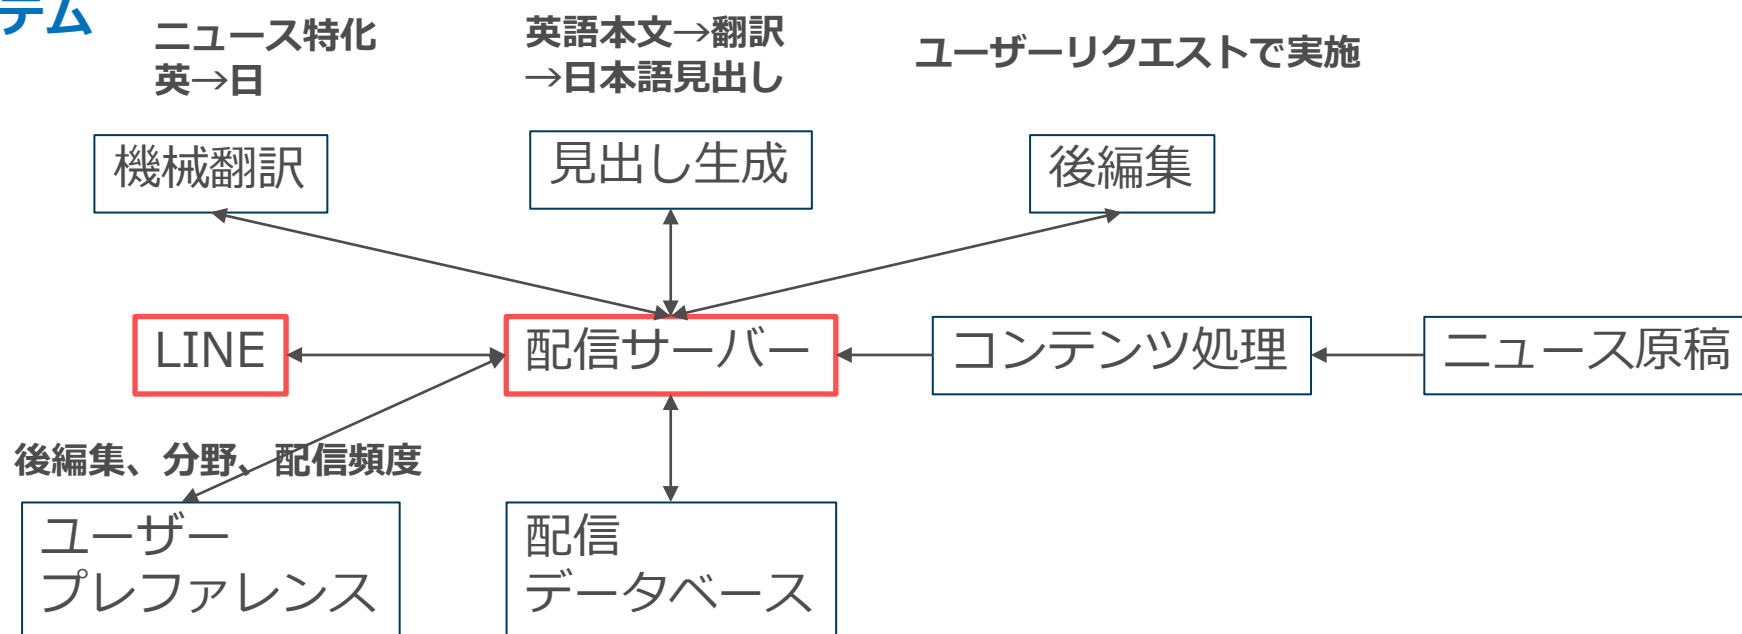 テム
ニュース特化
英→日
英語本文→翻訳
→日本語見出し
ユーザーリクエストで実施
機械翻訳
見出し生成
後編集
LINE
配信サーバー
コンテンツ処理
ニュース原稿
後編集、分野、配信頻度
ユーザー
プレファレンス
配信
データベース